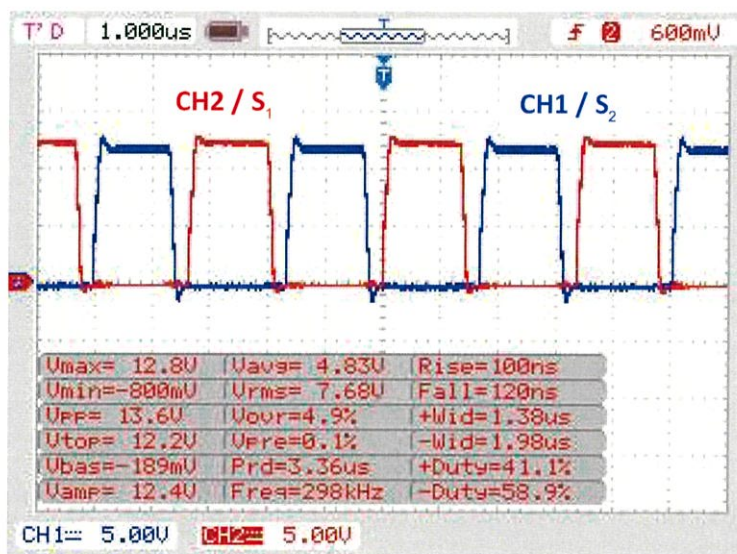 T' D 1.000us T 2 600mV
T
CH2 / S₁ CH1 / S₂
2
Vmax= 12.8V Vavg= 4.83V Rise=100ns
Vmin=-800mV Vrms= 7.68V Fall=120ns
Vpp= 13.6V Vovr=4.9% +Wid=1.38us
Vtop= 12.2V Vpre=0.1% -Wid=1.98us
Vbas=-189mV Prd=3.36us +Duty=41.1%
Vamp= 12.4V Freq=298kHz -Duty=58.9%
CH1 5.00V CH2 5.00V